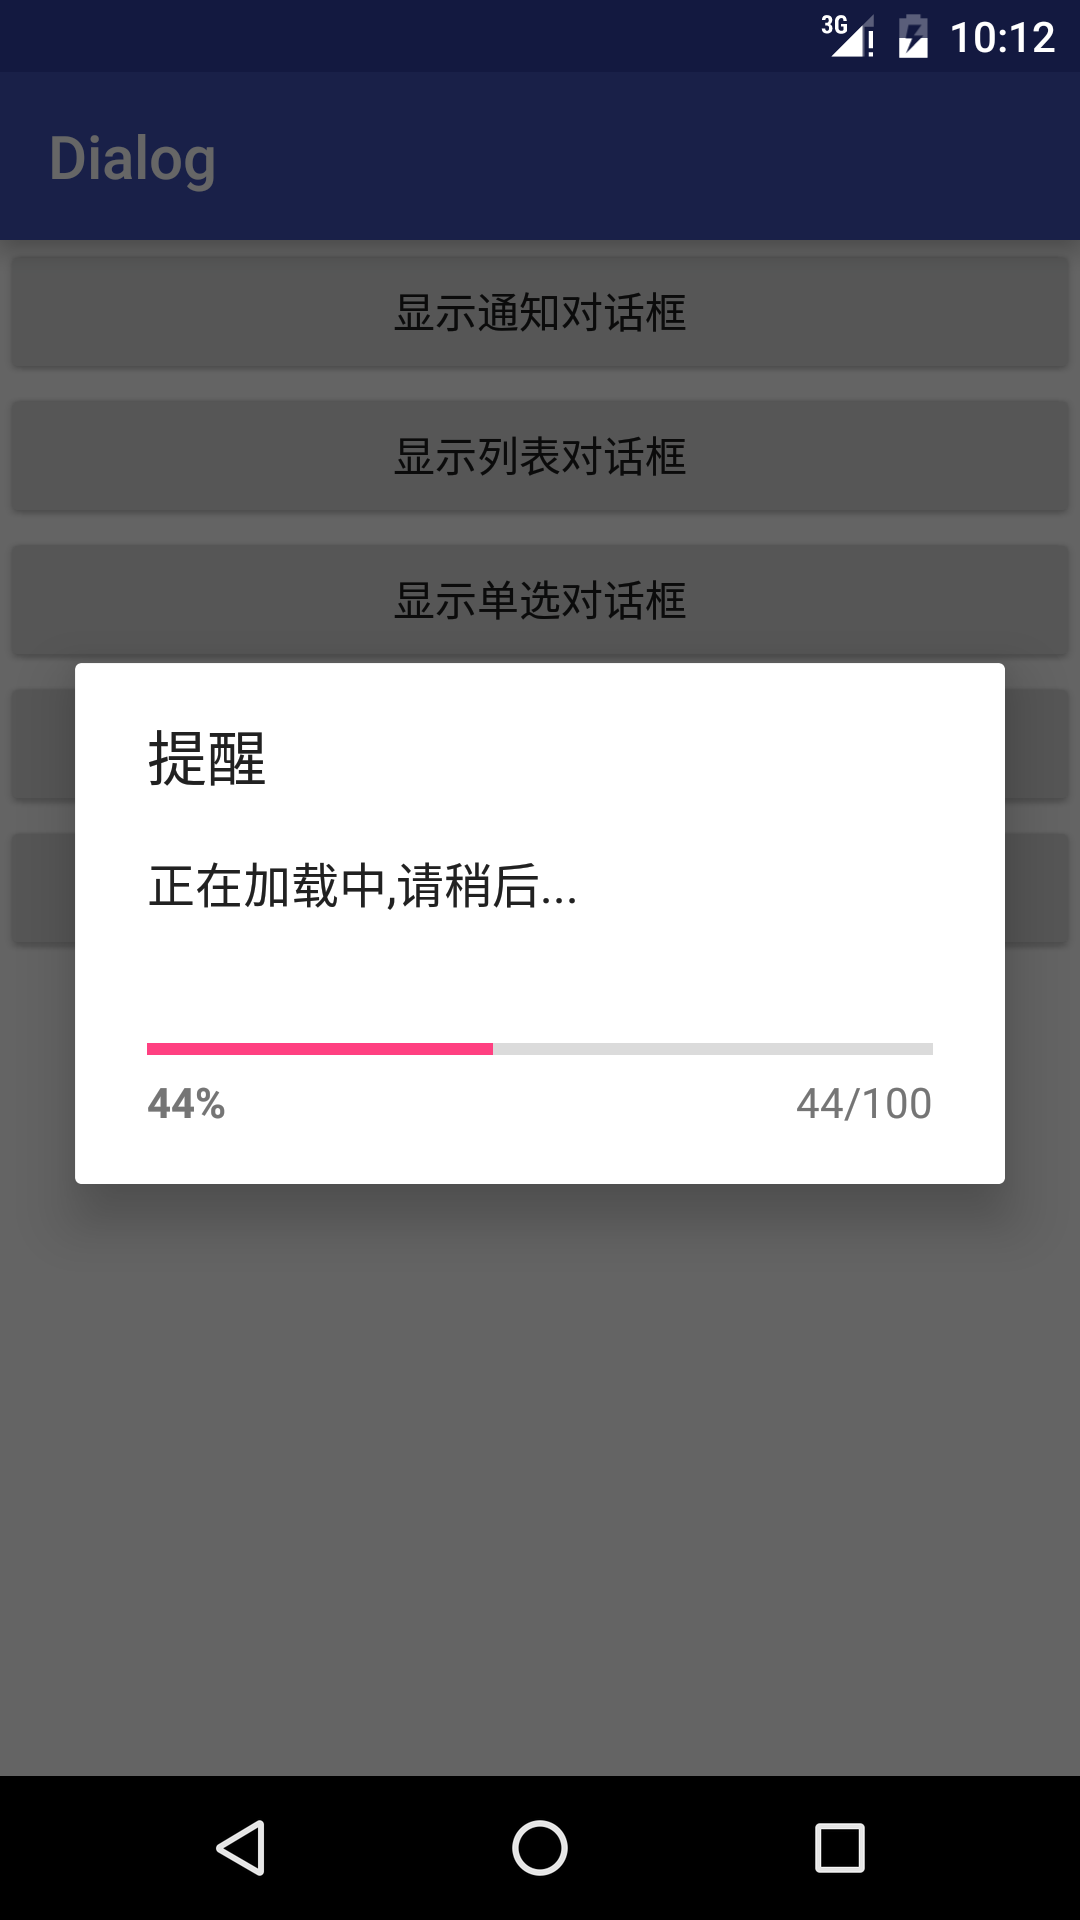 3G
10:12
Dialog
显示通知对话框
显示列表对话框
显示单选对话框
提醒
正在加载中,请稍后...
44%
44/100